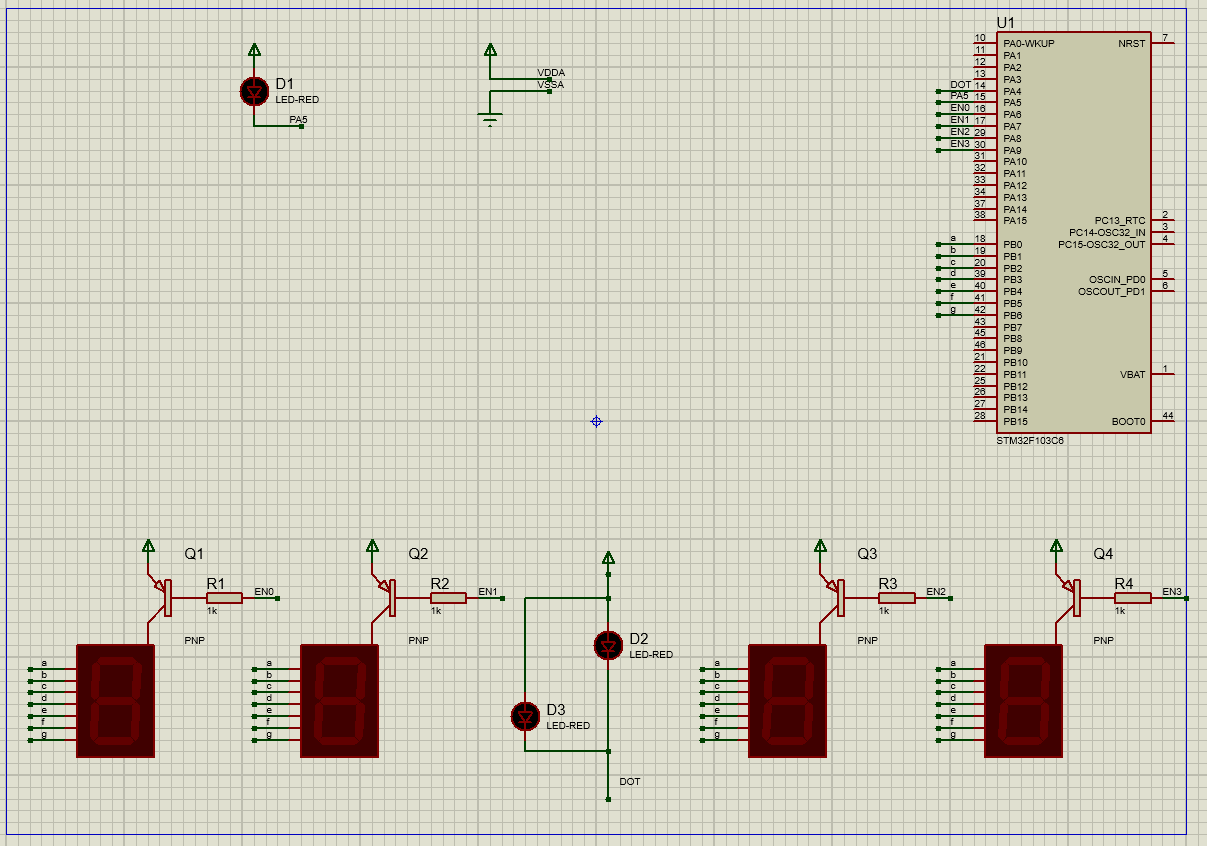 U1
10 PA0-WKUP NRST 7
11 PA1
12 PA2
13 PA3
DOT 14 PA4
PA5 15 PA5
EN0 16 PA6
EN1 17 PA7
EN2 29 PA8
EN3 30 PA9
31 PA10
32 PA11
33 PA12
34 PA13
37 PA14
38 PA15
PC13_RTC 2
PC14-OSC32_IN 3
PC15-OSC32_OUT 4
a 18 PB0
b 19 PB1
c 20 PB2
d 39 PB3 OSCIN_PD0 5
e 40 PB4 OSCOUT_PD1 6
f 41 PB5
g 42 PB6
43 PB7
45 PB8
46 PB9
21 PB10
22 PB11 VBAT 1
25 PB12
26 PB13
27 PB14
28 PB15 BOOT0 44
STM32F103C6
D1
LED-RED
PA5
VDDA
VSSA
Q1
R1
EN0
1k
PNP
a
b
c
d
e
f
g
Q2
R2
EN1
1k
PNP
a
b
c
d
e
f
g
D2
LED-RED
D3
LED-RED
DOT
Q3
R3
EN2
1k
PNP
a
b
c
d
e
f
g
Q4
R4
EN3
1k
PNP
a
b
c
d
e
f
g